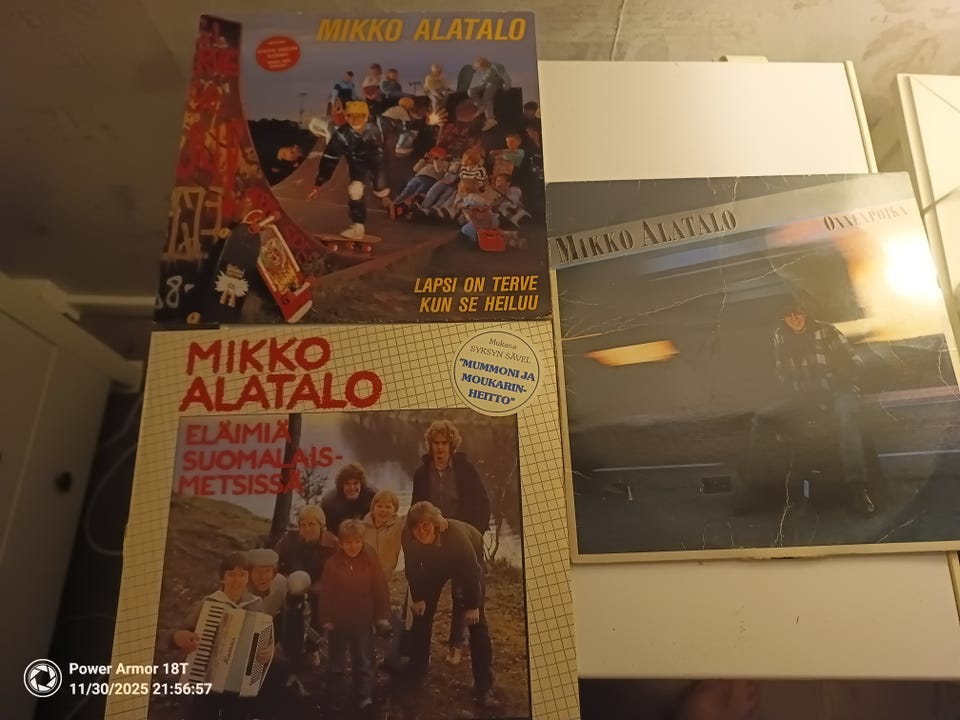 MIKKO ALATALO
LAPSI ON TERVE
KUN SE HEILUU
8-
MIKKO ALATALO
ONNENPOIKA
MIKKO
ALATALO
Mukana
SYKSYN SÄVEL
"MUMMONI JA
MOUKARIN-
HEITTO"
ELÄIMIÄ
SUOMALAIS-
METSISSÄ
Power Armor 18T
11/30/2025 21:56:57